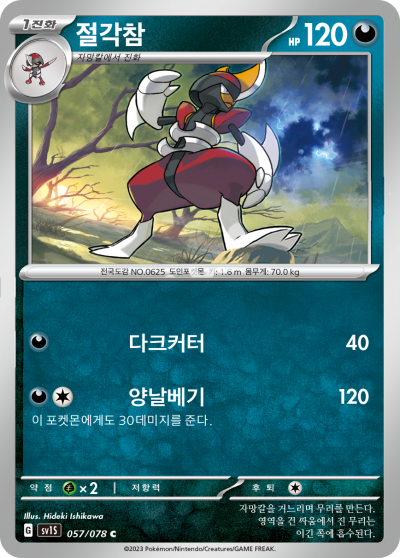 1진화
절각참
HP 120
자망칼에서 진화
전국도감 NO.0625 도인포켓몬 키: 1.6 m 몸무게: 70.0 kg
다크커터 40
양날베기 120
이 포켓몬에게도 30데미지를 준다.
약점 ×2 저항력 후퇴
Illus. Hideki Ishikawa
G sv1S 057/078 C
자망칼을 거느리며 무리를 만든다.
영역을 건 싸움에서 진 무리는
이긴 쪽에 흡수된다.
©2023 Pokémon/Nintendo/Creatures/GAME FREAK.